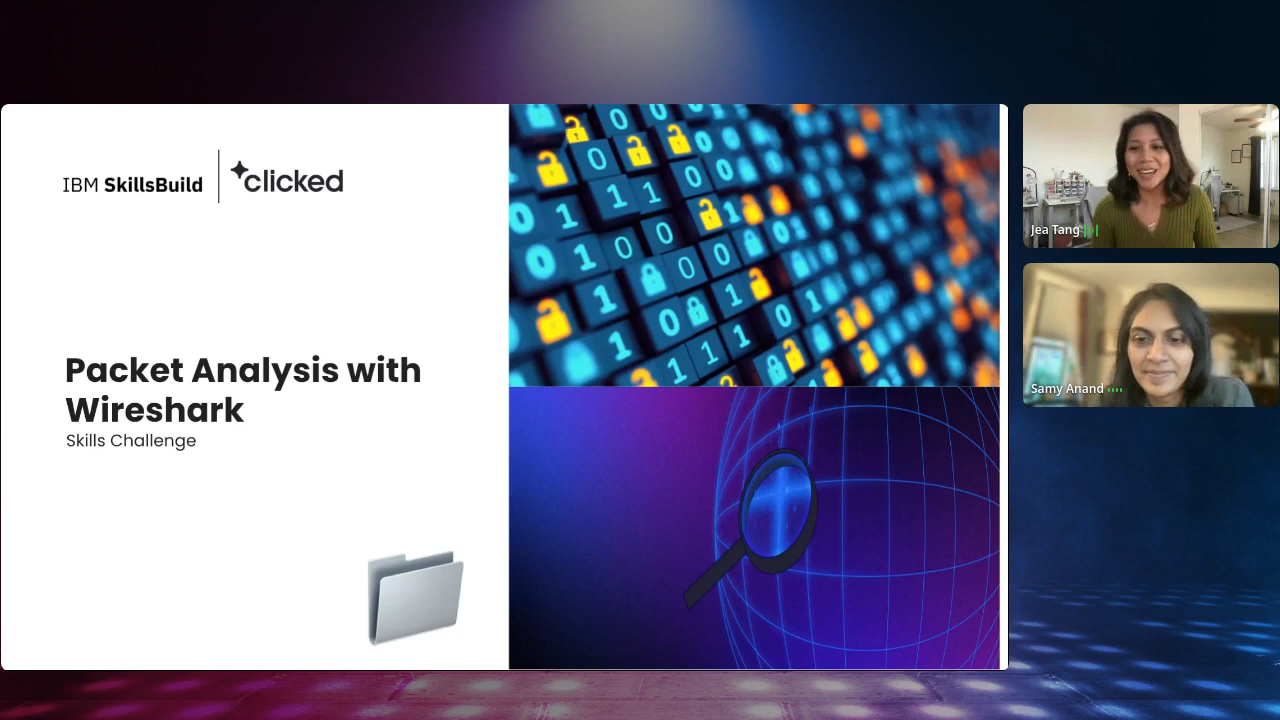 IBM SkillsBuild
clicked
Packet Analysis with
Wireshark
Skills Challenge
Jea Tang
Samy Anand